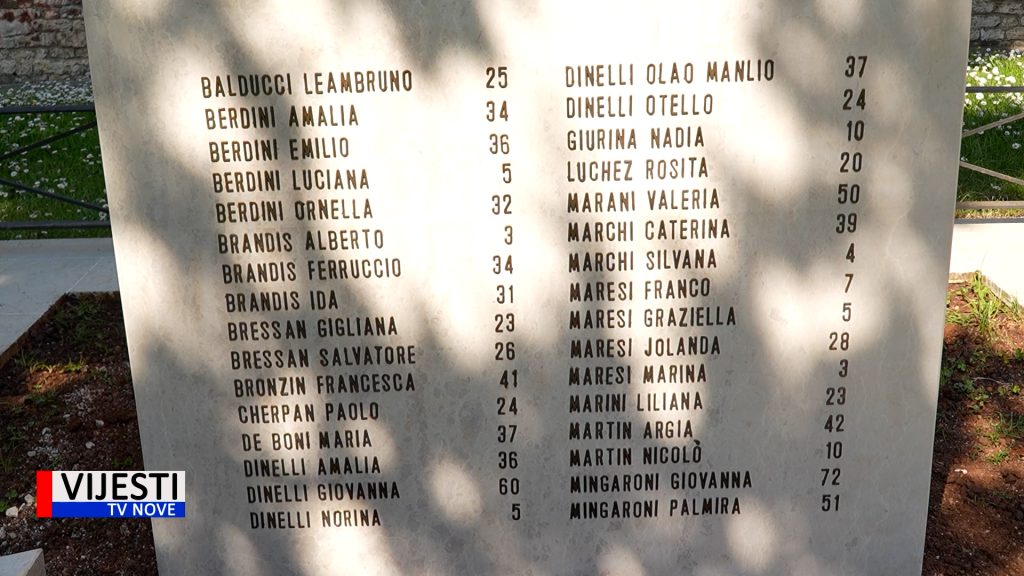 BALDUCCI LEAMBRUNO 25
BERDINI AMALIA 34
BERDINI EMILIO 36
BERDINI LUCIANA 5
BERDINI ORNELLA 32
BRANDIS ALBERTO 3
BRANDIS FERRUCCIO 34
BRANDIS IDA 31
BRESSAN GIGLIANA 23
BRESSAN SALVATORE 26
BRONZIN FRANCESCA 41
CHERPAN PAOLO 24
DE BONI MARIA 37
DINELLI AMALIA 36
DINELLI GIOVANNA 60
DINELLI NORINA 5
DINELLI OLAO MANLIO 37
DINELLI OTELLO 24
GIURINA NADIA 10
LUCHEZ ROSITA 20
MARANI VALERIA 50
MARCHI CATERINA 39
MARCHI SILVANA 4
MARESI FRANCO 7
MARESI GRAZIELLA 5
MARESI JOLANDA 28
MARESI MARINA 3
MARINI LILIANA 23
MARTIN ARGIA 42
MARTIN NICOLÒ 10
MINGARONI GIOVANNA 72
MINGARONI PALMIRA 51
VIJESTI
TV NOVE